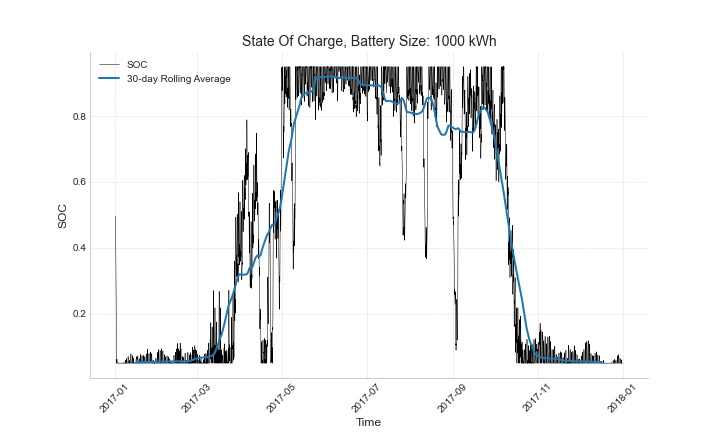 State Of Charge, Battery Size: 1000 kWh
SOC
30-day Rolling Average
0.8
0.6
0.4
0.2
SOC
2017-01
2017-03
2017-05
2017-07
2017-09
2017-11
2018-01
Time